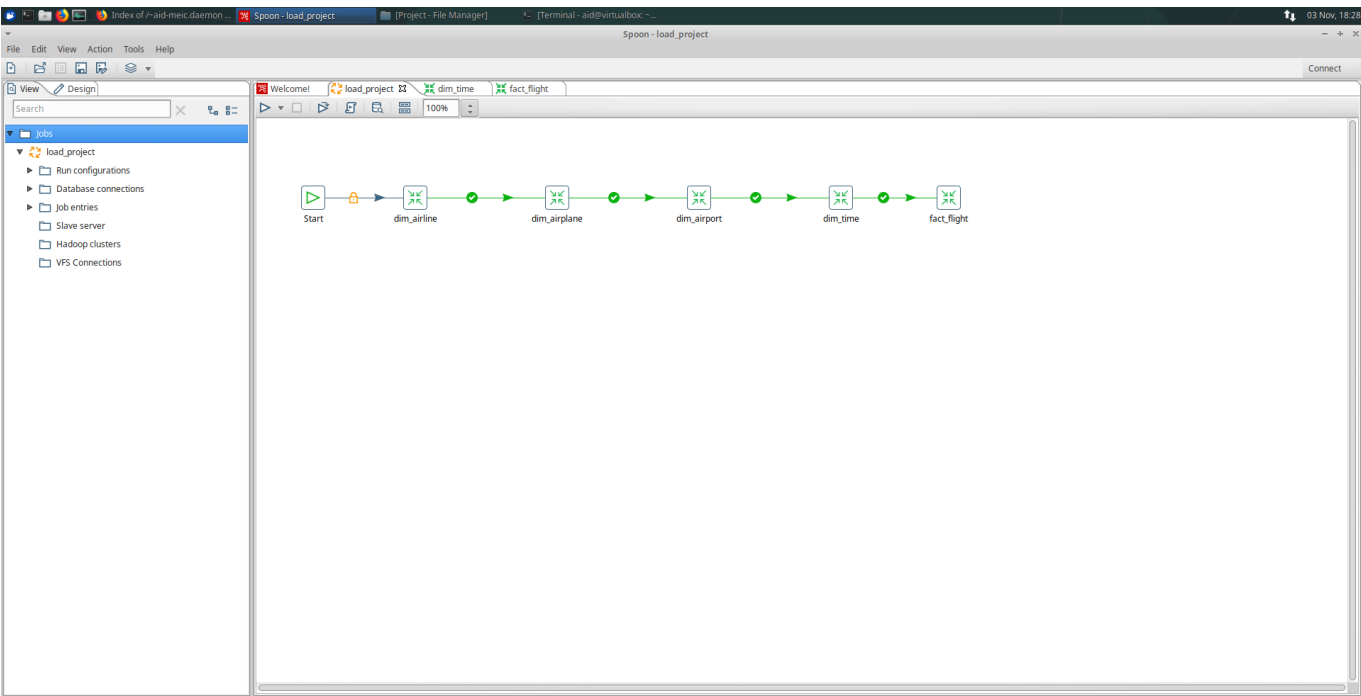 Index of /~aid-meic.daemon ...
Spoon - load_project
[Project - File Manager]
[Terminal - aid@virtualbox: ~...
03 Nov, 18:28
Spoon - load_project
File Edit View Action Tools Help
Connect
View Design
Welcome! load_project dim_time fact_flight
Search
100%
Jobs
load_project
Run configurations
Database connections
Job entries
Slave server
Hadoop clusters
VFS Connections
Start dim_airline dim_airplane dim_airport dim_time fact_flight